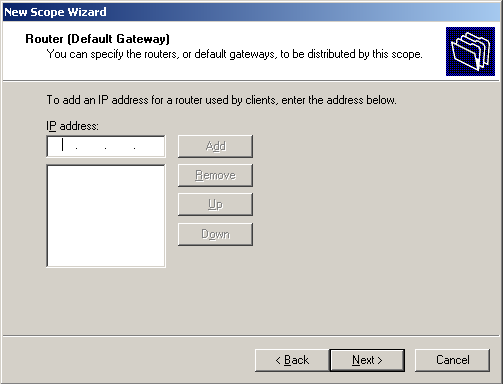 New Scope Wizard
Router (Default Gateway)
You can specify the routers, or default gateways, to be distributed by this scope.
To add an IP address for a router used by clients, enter the address below.
IP address:
. . .
Add
Remove
Up
Down
< Back
Next >
Cancel